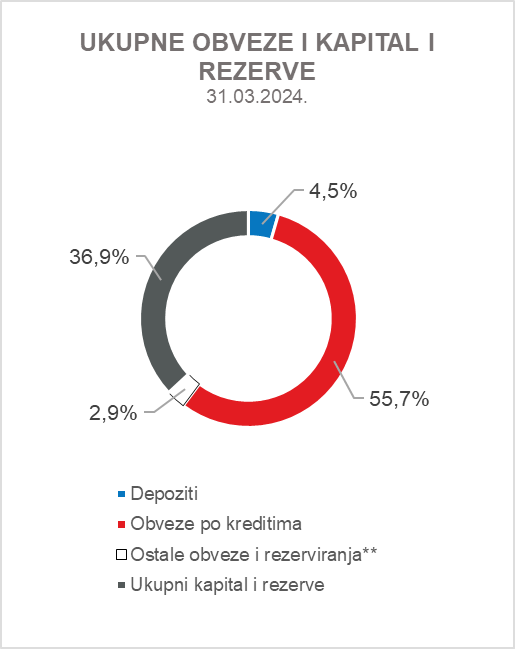 UKUPNE OBVEZE I KAPITAL I
REZERVE
31.03.2024.
4,5%
36,9%
55,7%
2,9%
Depoziti
Obveze po kreditima
Ostale obveze i rezerviranja**
Ukupni kapital i rezerve